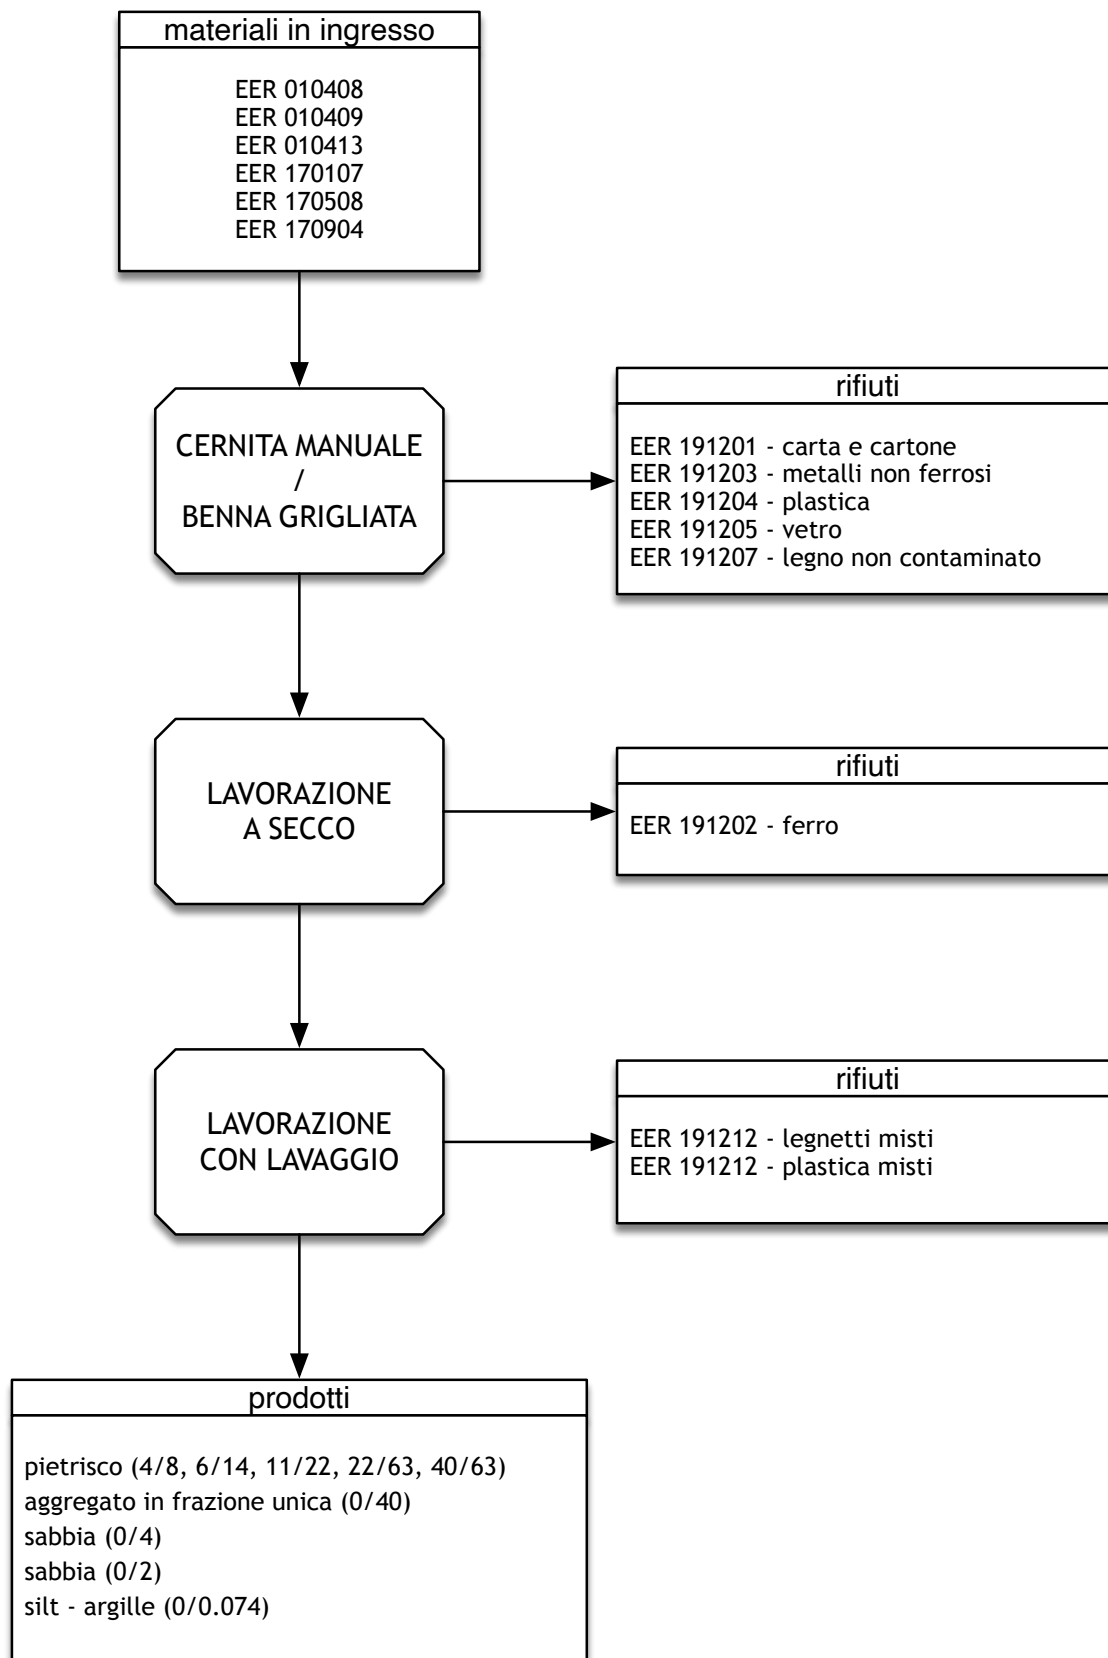 materiali in ingresso
EER 010408
EER 010409
EER 010413
EER 170107
EER 170508
EER 170904
CERNITA MANUALE
/
BENNA GRIGLIATA
rifiuti
EER 191201 - carta e cartone
EER 191203 - metalli non ferrosi
EER 191204 - plastica
EER 191205 - vetro
EER 191207 - legno non contaminato
LAVORAZIONE
A SECCO
rifiuti
EER 191202 - ferro
LAVORAZIONE
CON LAVAGGIO
rifiuti
EER 191212 - legnetti misti
EER 191212 - plastica misti
prodotti
pietrisco (4/8, 6/14, 11/22, 22/63, 40/63)
aggregato in frazione unica (0/40)
sabbia (0/4)
sabbia (0/2)
silt - argille (0/0.074)